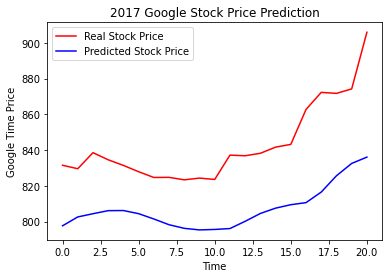 2017 Google Stock Price Prediction
Real Stock Price
Predicted Stock Price
Google Time Price
900
880
860
840
820
800
0.0 2.5 5.0 7.5 10.0 12.5 15.0 17.5 20.0
Time